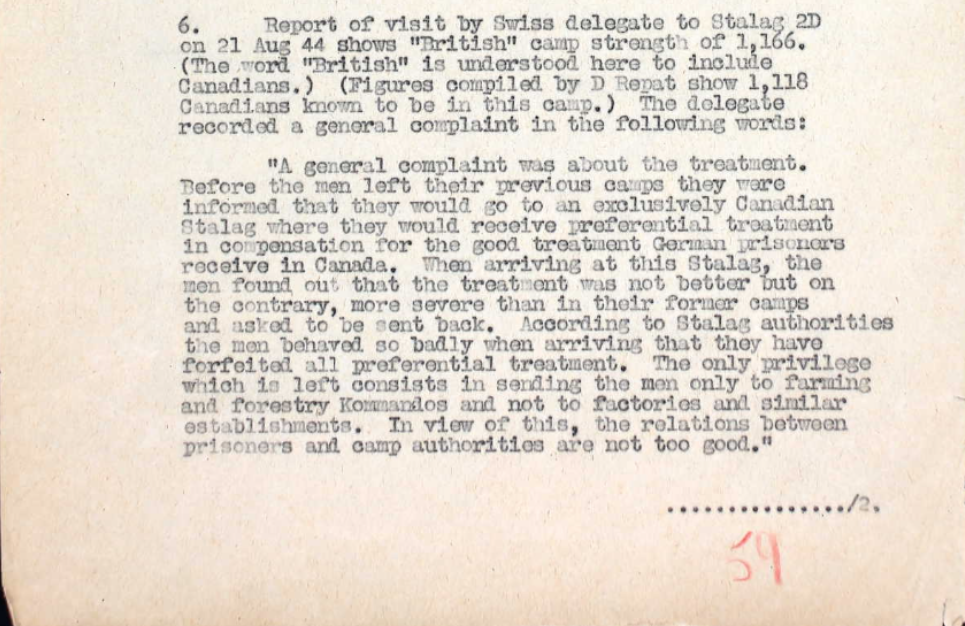 6. Report of visit by Swiss delegate to Stalag 2D
on 21 Aug 44 shows "British" camp strength of 1,166.
(The word "British" is understood here to include
Canadians.) (Figures compiled by D Repat show 1,118
Canadians known to be in this camp.) The delegate
recorded a general complaint in the following words:
"A general complaint was about the treatment.
Before the men left their previous camps they were
informed that they would go to an exclusively Canadian
Stalag where they would receive preferential treatment
in compensation for the good treatment German prisoners
receive in Canada. When arriving at this Stalag, the
men found out that the treatment was not better but on
the contrary, more severe than in their former camps
and asked to be sent back. According to Stalag authorities
the men behaved so badly when arriving that they have
forfeited all preferential treatment. The only privilege
which is left consists in sending the men only to farming
and forestry Kommandos and not to factories and similar
establishments. In view of this, the relations between
prisoners and camp authorities are not too good."
................/2.
59